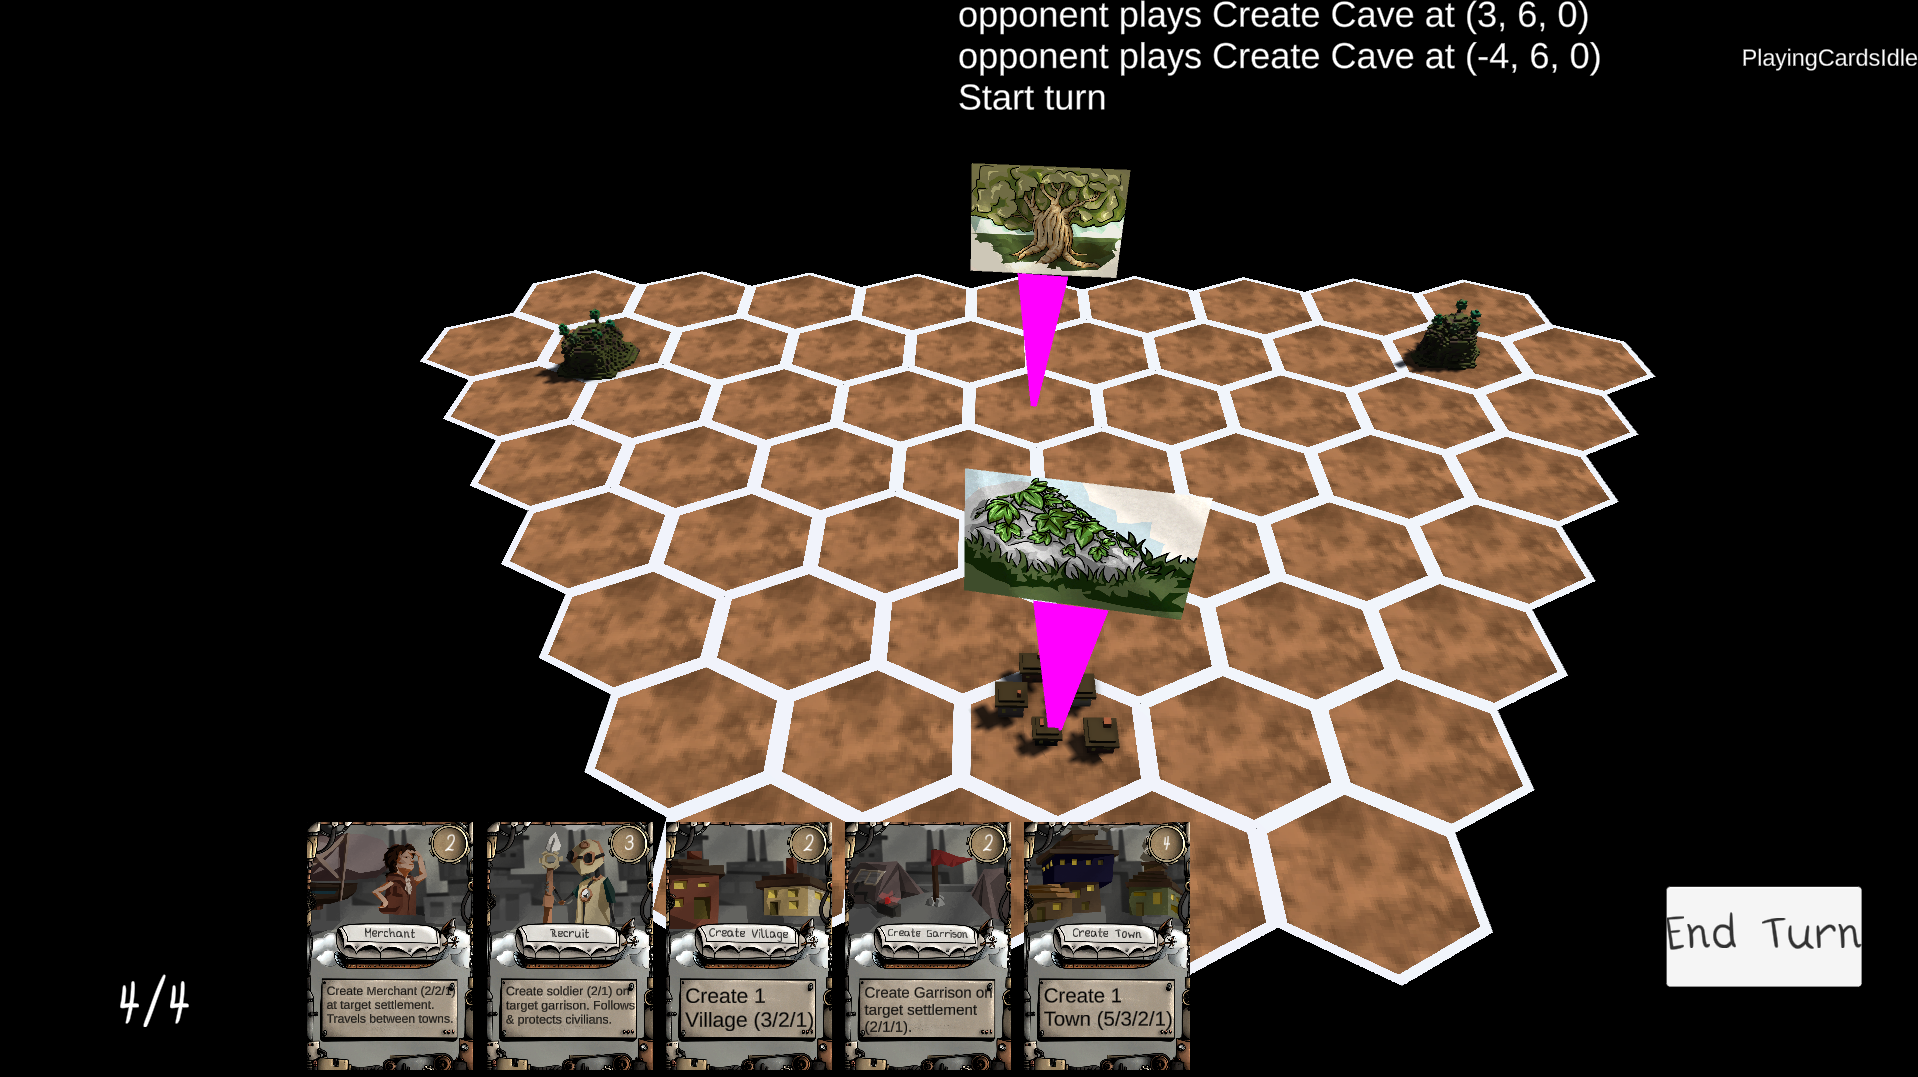 opponent plays Create Cave at (3, 6, 0)
opponent plays Create Cave at (-4, 6, 0)
Start turn
PlayingCardsIdle
2
Merchant
Create Merchant (2/2/1)
at target settlement.
Travels between towns.
3
Recruit
Create soldier (2/1) on
target garrison. Follows
& protects civilians.
2
Create Village
Create 1
Village (3/2/1)
2
Create Garrison
Create Garrison on
target settlement
(2/1/1).
4
Create Town
Create 1
Town (5/3/2/1)
End Turn
4/4